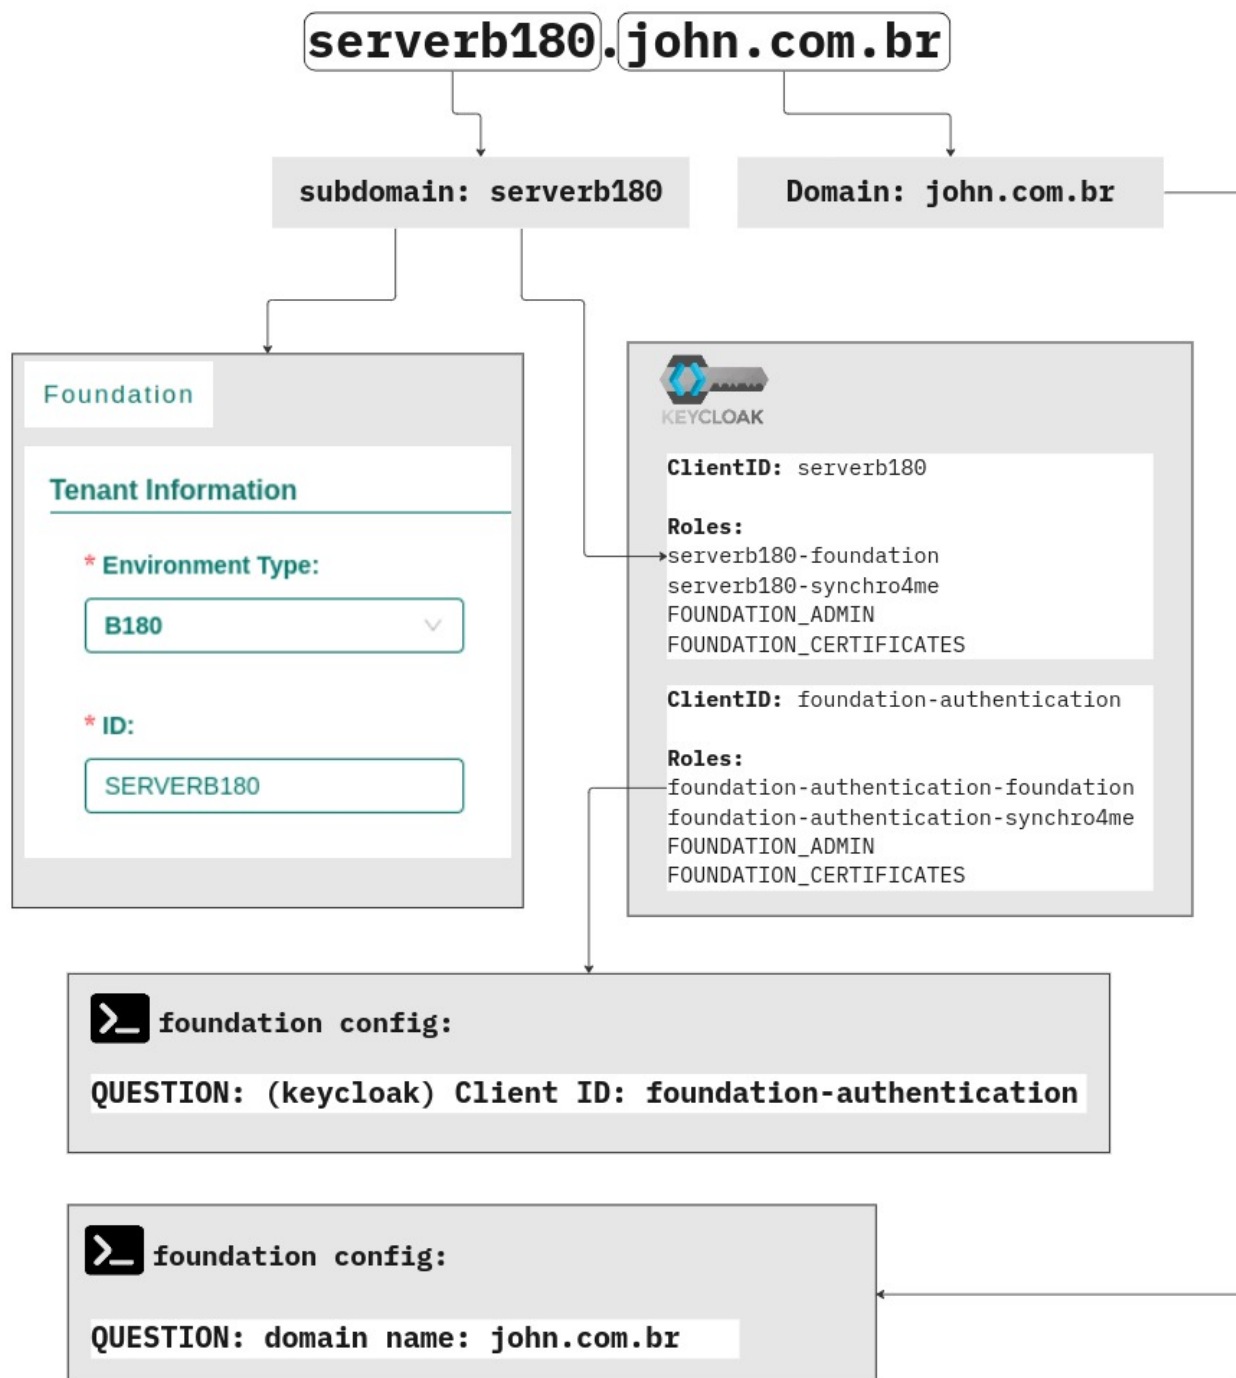 serverb180.john.com.br
subdomain: serverb180
Domain: john.com.br
Foundation
Tenant Information
* Environment Type:
B180
* ID:
SERVERB180
KEYCLOAK
ClientID: serverb180
Roles:
serverb180-foundation
serverb180-synchro4me
FOUNDATION_ADMIN
FOUNDATION_CERTIFICATES
ClientID: foundation-authentication
Roles:
foundation-authentication-foundation
foundation-authentication-synchro4me
FOUNDATION_ADMIN
FOUNDATION_CERTIFICATES
foundation config:
QUESTION: (keycloak) Client ID: foundation-authentication
foundation config:
QUESTION: domain name: john.com.br